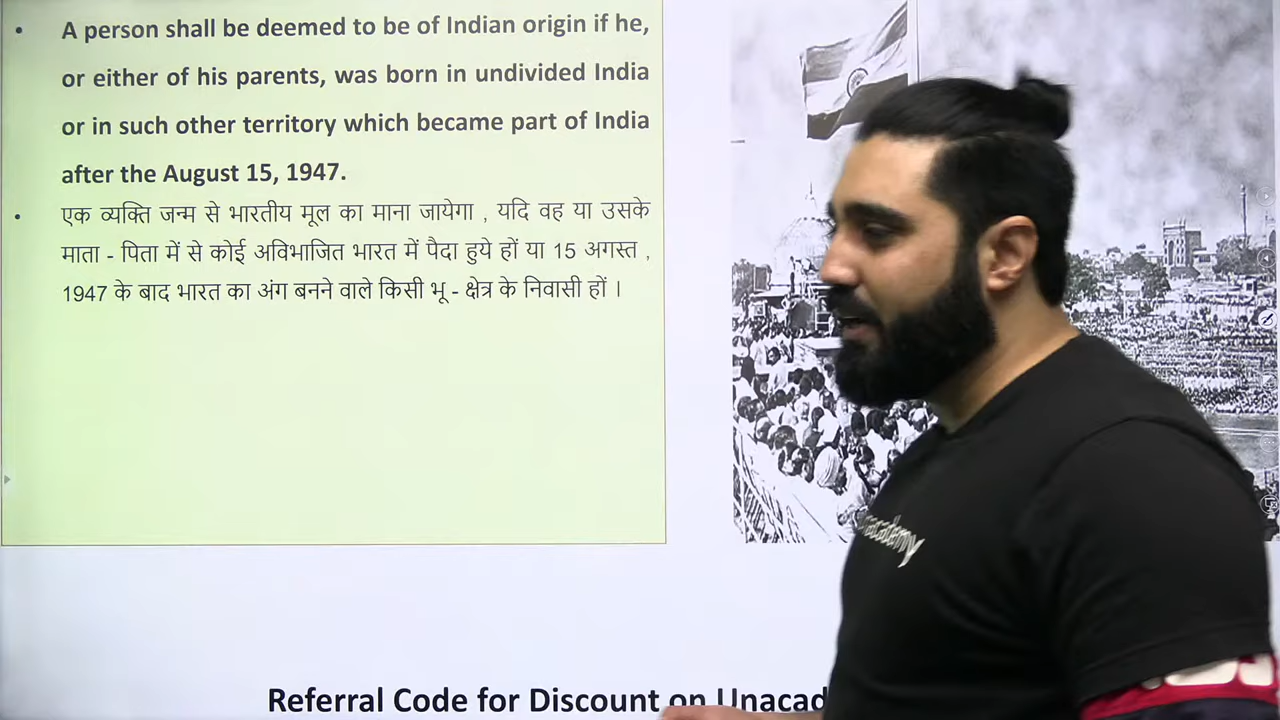 A person shall be deemed to be of Indian origin if he,
or either of his parents, was born in undivided India
or in such other territory which became part of India
after the August 15, 1947.
एक व्यक्ति जन्म से भारतीय मूल का माना जायेगा , यदि वह या उसके
माता - पिता में से कोई अविभाजित भारत में पैदा हुये हों या 15 अगस्त ,
1947 के बाद भारत का अंग बनने वाले किसी भू - क्षेत्र के निवासी हों ।
Referral Code for Discount on